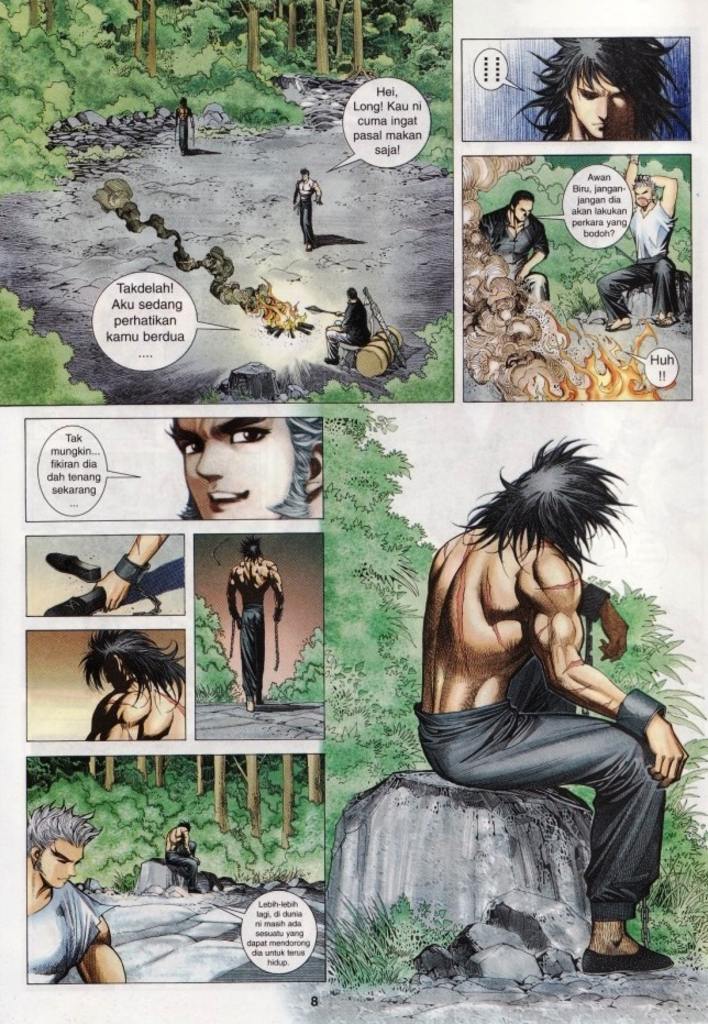 Hei,
Long! Kau ni
cuma ingat
pasal makan
saja!
Takdelah!
Aku sedang
perhatikan
kamu berdua
....
Awan
Biru, jangan-
jangan dia
akan lakukan
perkara yang
bodoh?
Huh
!!
Tak
mungkin...
fikiran dia
dah tenang
sekarang
...
Lebih-lebih
lagi, di dunia
ni masih ada
sesuatu yang
dapat mendorong
dia untuk terus
hidup.
8